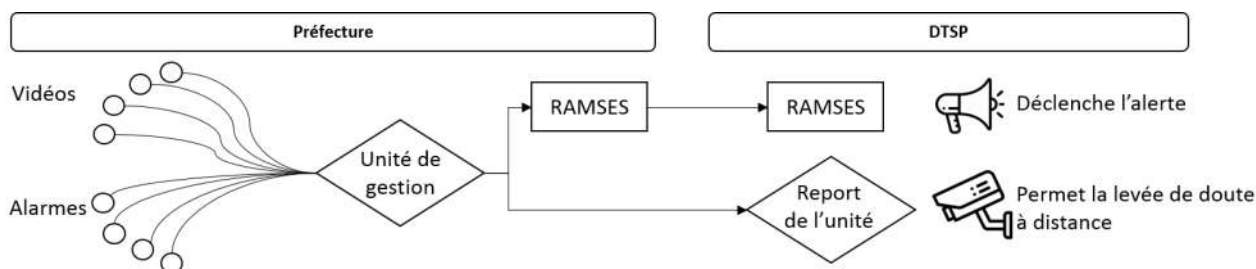 Préfecture
DTSP
Vidéos
RAMSES
RAMSES
Déclenche l'alerte
Unité de
gestion
Alarmes
Report
de l'unité
Permet la levée de doute
à distance